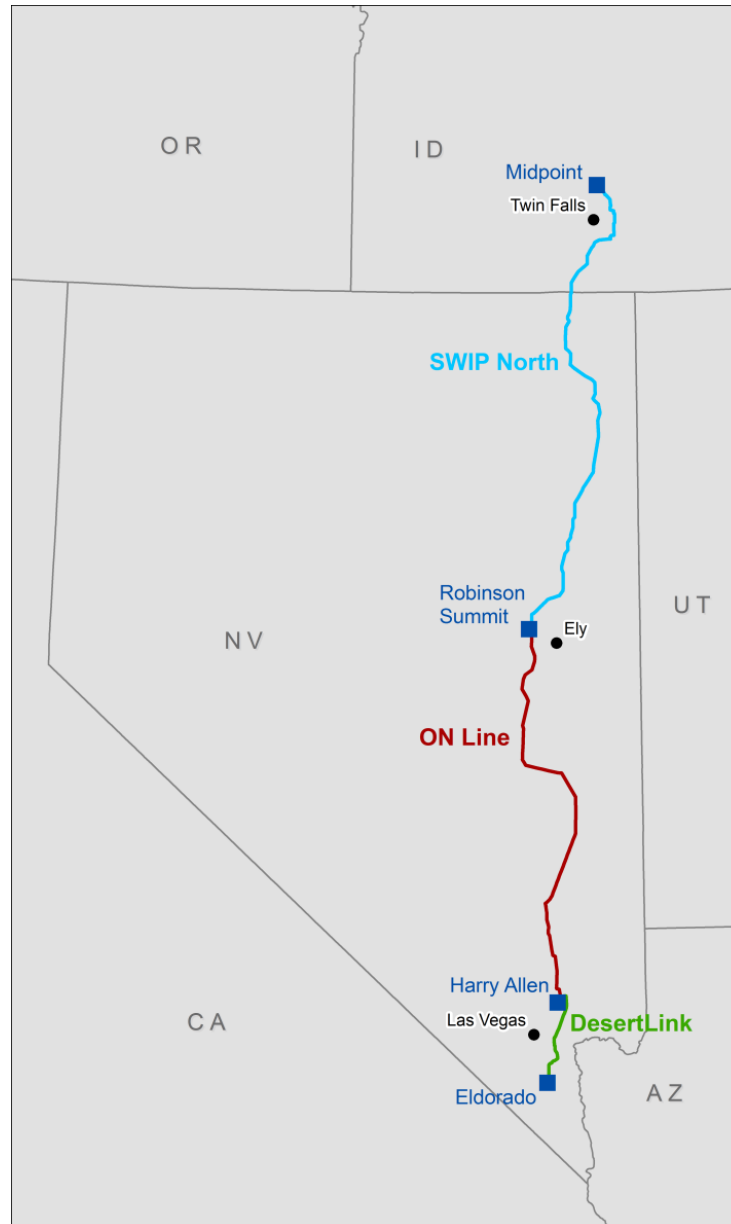 OR
ID
Midpoint
Twin Falls
SWIP North
Robinson
Summit
Ely
UT
NV
ON Line
Harry Allen
Las Vegas
DesertLink
CA
Eldorado
AZ